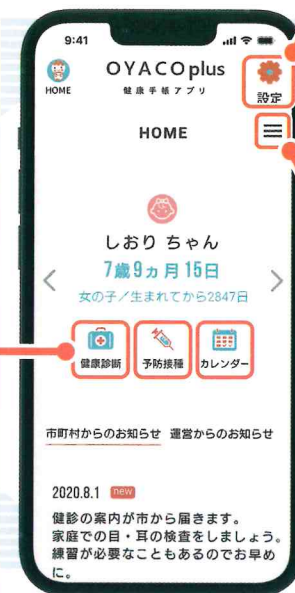 9:41
HOME
OYACOplus
健康手帳アプリ
設定
HOME
しおり ちゃん
7歳9ヵ月15日
女の子/生まれてから2847日
健康診断 予防接種 カレンダー
市町村からのお知らせ 運営からのお知らせ
2020.8.1 new
健診の案内が市から届きます。
家庭での目・耳の検査をしましょう。
練習が必要なこともあるのでお早め
に。